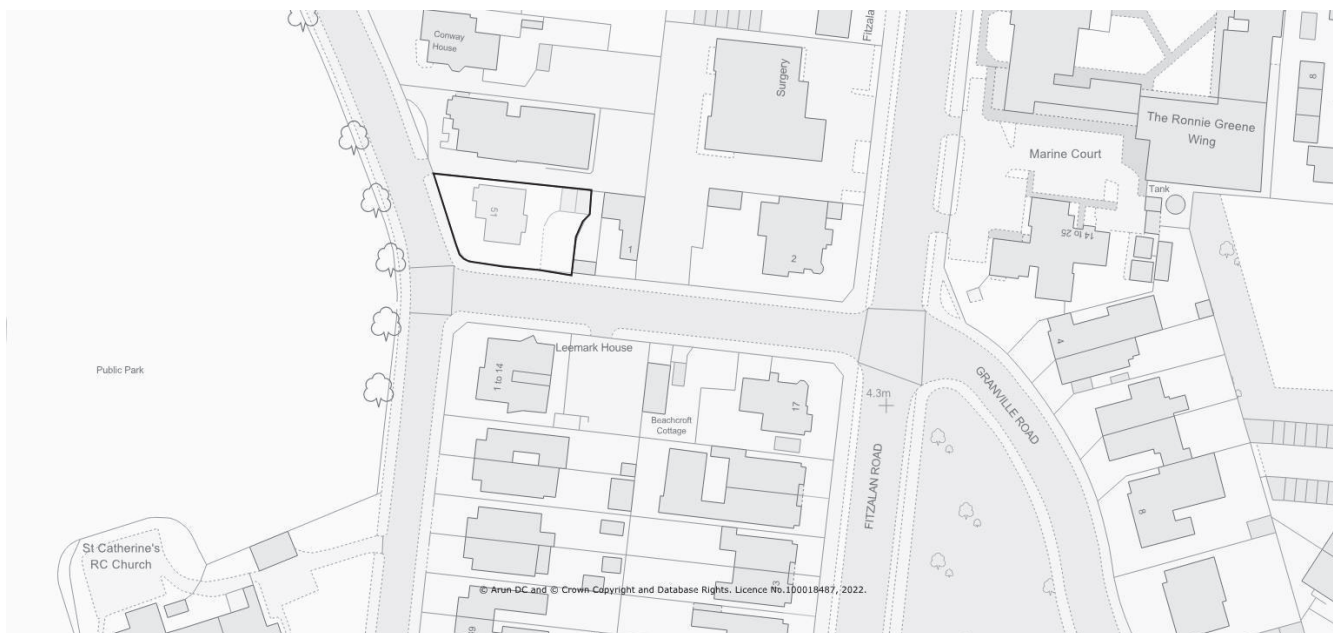 Conway
House
Fitzala
Surgery
8
The Ronnie Greene
Wing
Marine Court
Tank
51
1
2
14 to 25
Leemark House
4
Public Park
1 to 14
17
4.3m
GRANVILLE ROAD
Beachcroft
Cottage
FITZALAN ROAD
8
St Catherine's
RC Church
3
© Arun DC and © Crown Copyright and Database Rights. Licence No.100018487, 2022.
39